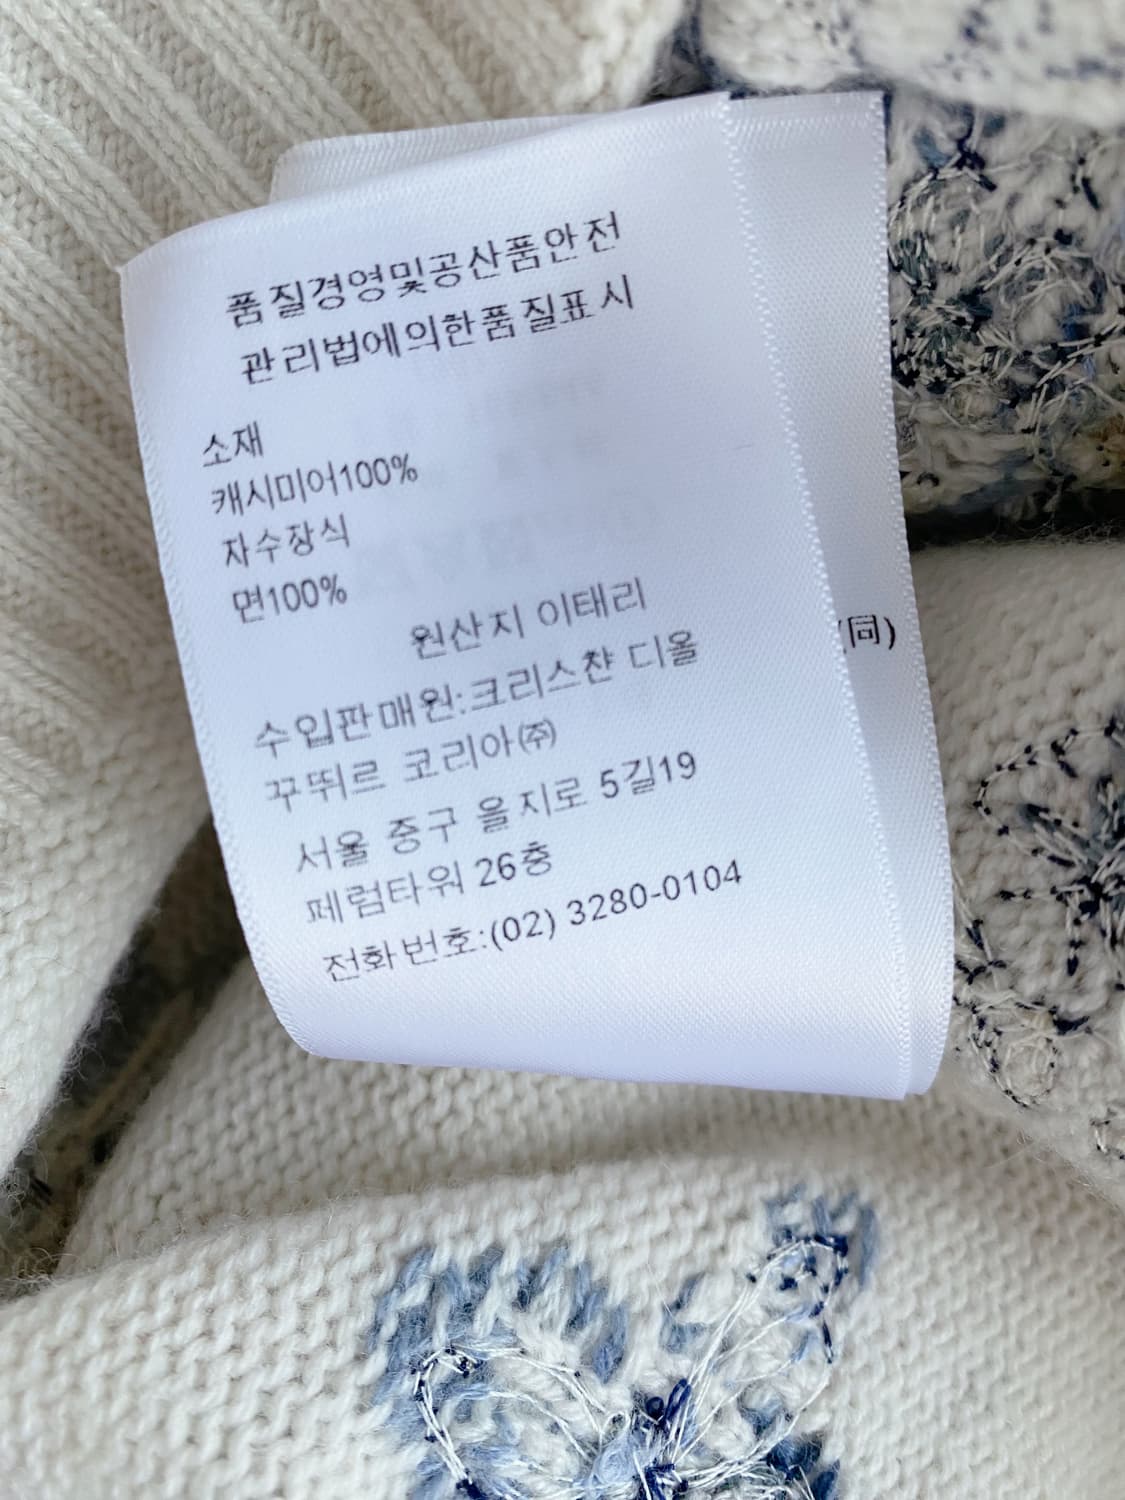 품질경영및공산품안전
관리법에의한품질표시
소재
캐시미어100%
자수장식
면100%
원산지 이태리
수입판매원:크리스챤 디올
꾸뛰르 코리아㈜
서울 중구 을지로 5길19
페럼타워 26층
전화번호:(02) 3280-0104
(同)